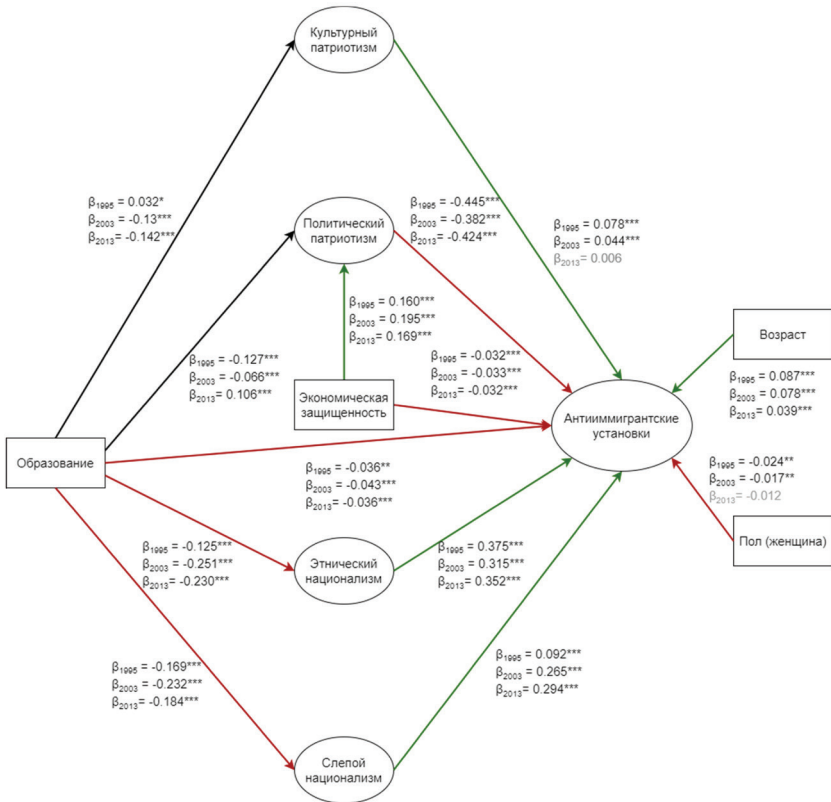 Культурный
патриотизм
β1995 = 0.032*
β2003 = -0.13***
β2013= -0.142***
Политический
патриотизм
β1995 = -0.445***
β2003 = -0.382***
β2013= -0.424***
β1995 = 0.078***
β2003 = 0.044***
β2013= 0.006
β1995 = 0.160***
β2003 = 0.195***
β2013= 0.169***
Возраст
β1995 = -0.127***
β2003 = -0.066***
β2013= 0.106***
β1995 = -0.032***
β2003 = -0.033***
β2013= -0.032***
β1995 = 0.087***
β2003 = 0.078***
β2013= 0.039***
Экономическая
защищенность
Антииммигрантские
установки
Образование
β1995 = -0.036**
β2003 = -0.043***
β2013= -0.036***
β1995 = -0.024**
β2003 = -0.017**
β2013= -0.012
Пол (женщина)
β1995 = -0.125***
β2003 = -0.251***
β2013= -0.230***
Этнический
национализм
β1995 = 0.375***
β2003 = 0.315***
β2013= 0.352***
β1995 = -0.169***
β2003 = -0.232***
β2013= -0.184***
β1995 = 0.092***
β2003 = 0.265***
β2013= 0.294***
Слепой
национализм